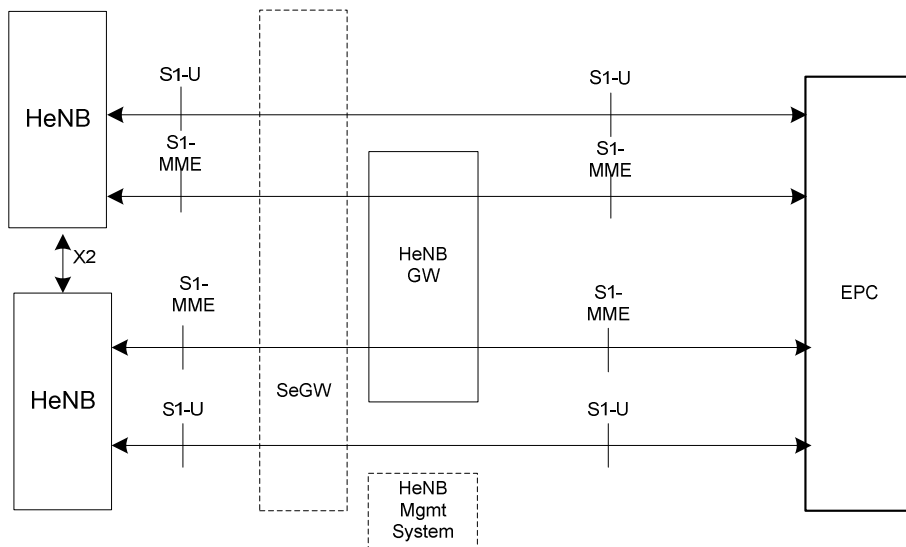 S1-U
S1-U
HeNB
S1-
MME
S1-
MME
HeNB
GW
X2
S1-
MME
S1-
MME
EPC
HeNB
SeGW
S1-U
S1-U
HeNB
Mgmt
System